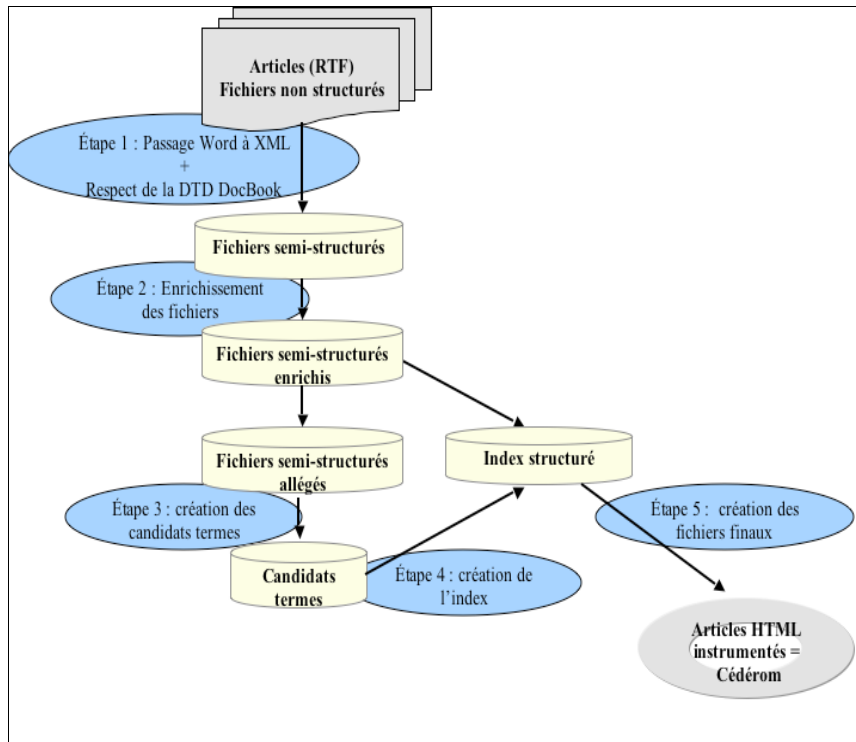 Articles (RTF)
Fichiers non structurés
Étape 1 : Passage Word à XML
+
Respect de la DTD DocBook
Fichiers semi-structurés
Étape 2 : Enrichissement
des fichiers
Fichiers semi-structurés
enrichis
Fichiers semi-structurés
allégés
Index structuré
Étape 3 : création des
candidats termes
Étape 5 : création des
fichiers finaux
Candidats
termes
Étape 4 : création de
l’index
Articles HTML
instrumentés =
Cédérom